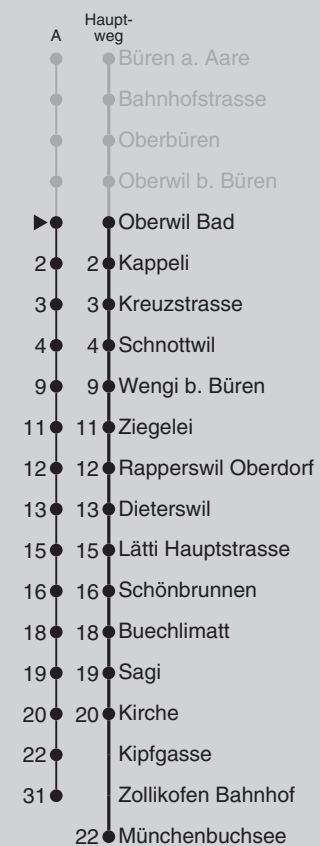 A Haupt-
weg
Büren a. Aare
Bahnhofstrasse
Oberbüren
Oberwil b. Büren
Oberwil Bad
2 2 Kappeli
3 3 Kreuzstrasse
4 4 Schnottwil
9 9 Wengi b. Büren
11 11 Ziegelei
12 12 Rapperswil Oberdorf
13 13 Dieterswil
15 15 Lätti Hauptstrasse
16 16 Schönbrunnen
18 18 Buechlimatt
19 19 Sagi
20 20 Kirche
22 Kipfgasse
31 Zollikofen Bahnhof
22 Münchenbuchsee